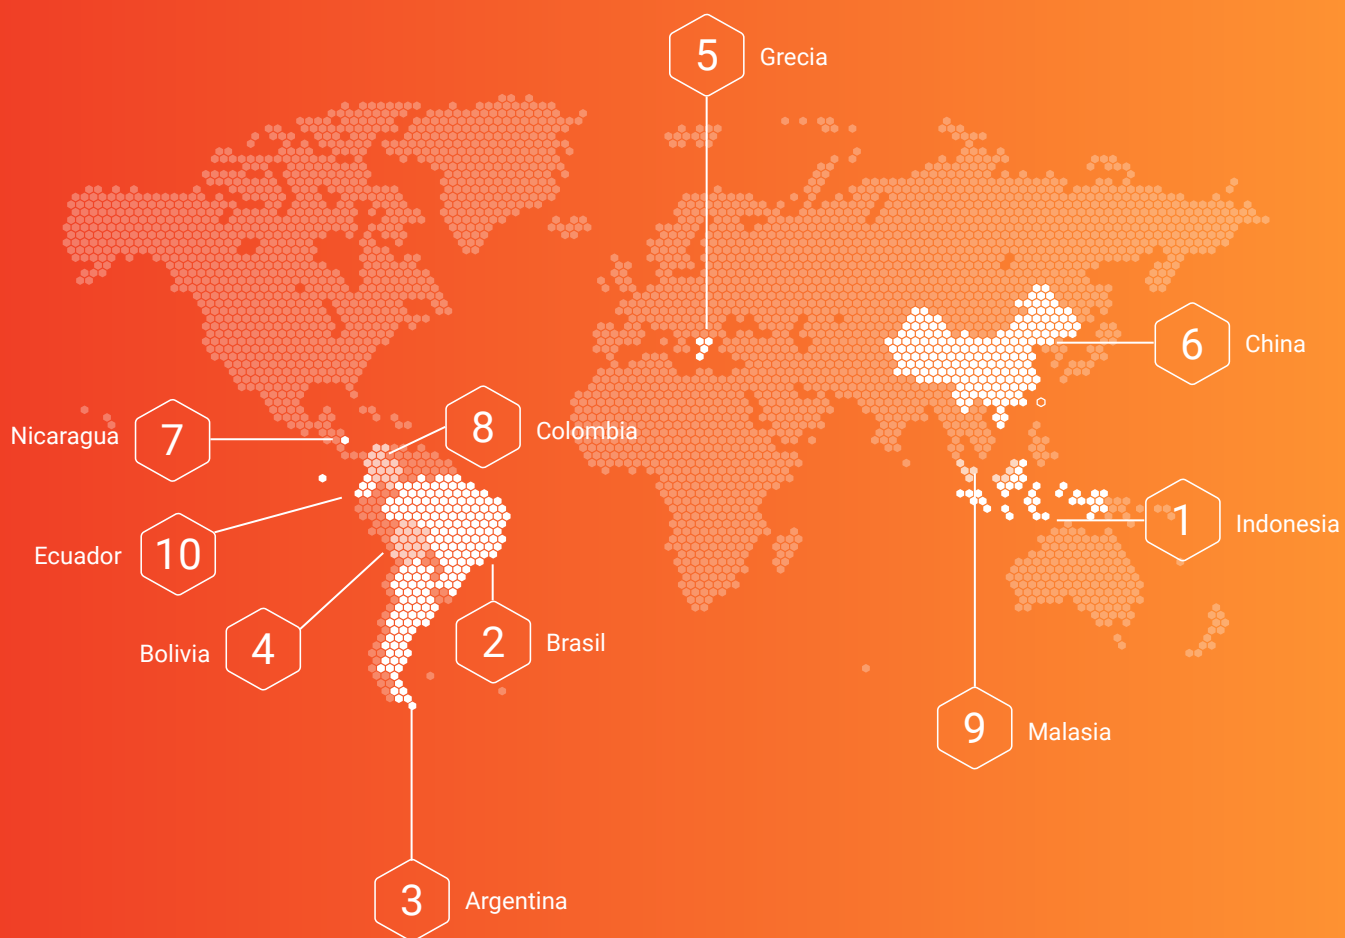 5 Grecia
6 China
Nicaragua 7
8 Colombia
1 Indonesia
Ecuador 10
Bolivia 4
2 Brasil
9 Malasia
3 Argentina